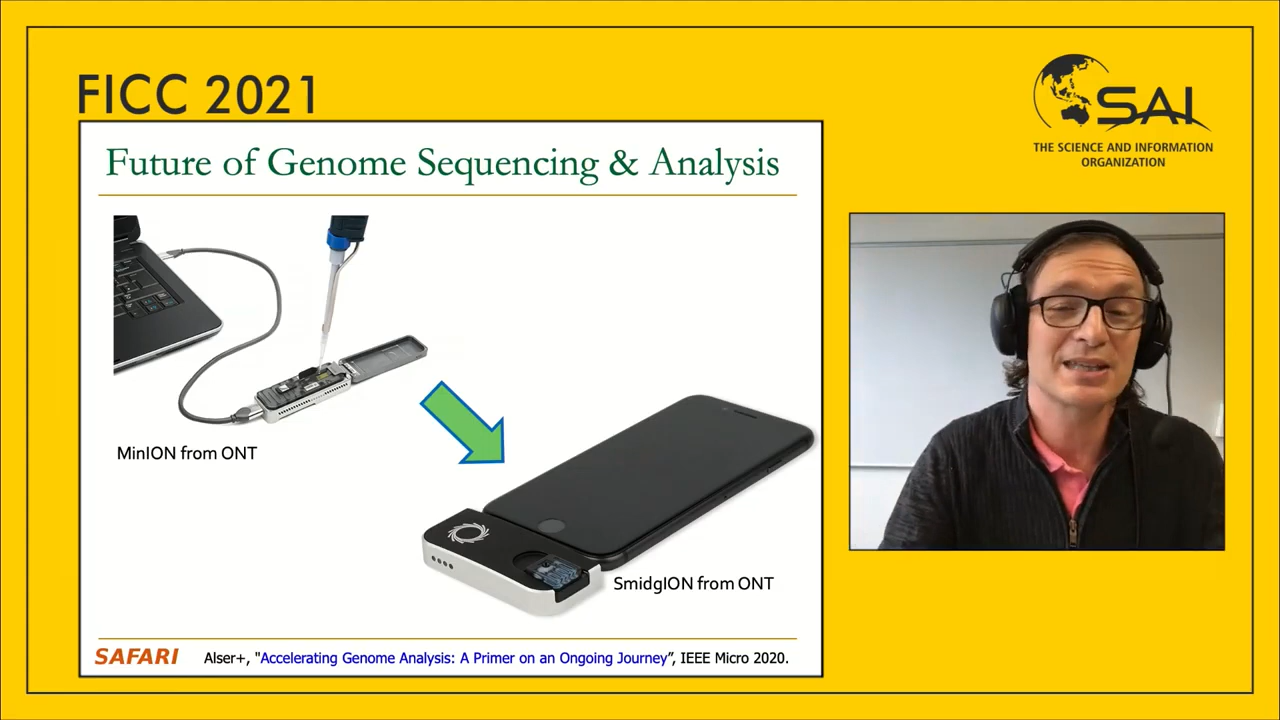 FICC 2021
SAI
THE SCIENCE AND INFORMATION
ORGANIZATION
Future of Genome Sequencing & Analysis
MinION from ONT
SmidgION from ONT
SAFARI
Alser+, "Accelerating Genome Analysis: A Primer on an Ongoing Journey", IEEE Micro 2020.